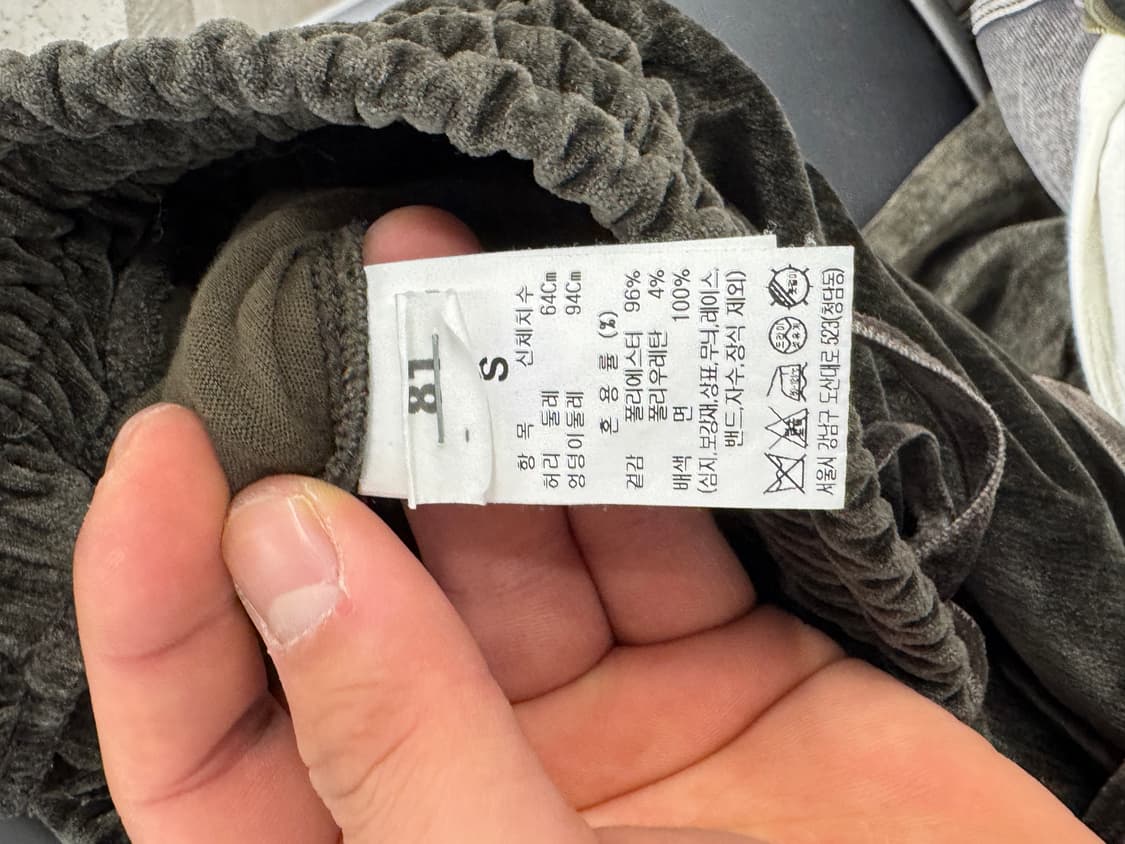 81
S
항 목 신체치수
허리 둘레 64Cm
엉덩이둘레 94Cm
혼 용 률 (%)
겉감 폴리에스터 96%
폴리우레탄 4%
배색 면 100%
(심지,보강재,상표,무늬,레이스,
밴드,자수,장식 제외)
서울시 강남구 도산대로 523(청담동)